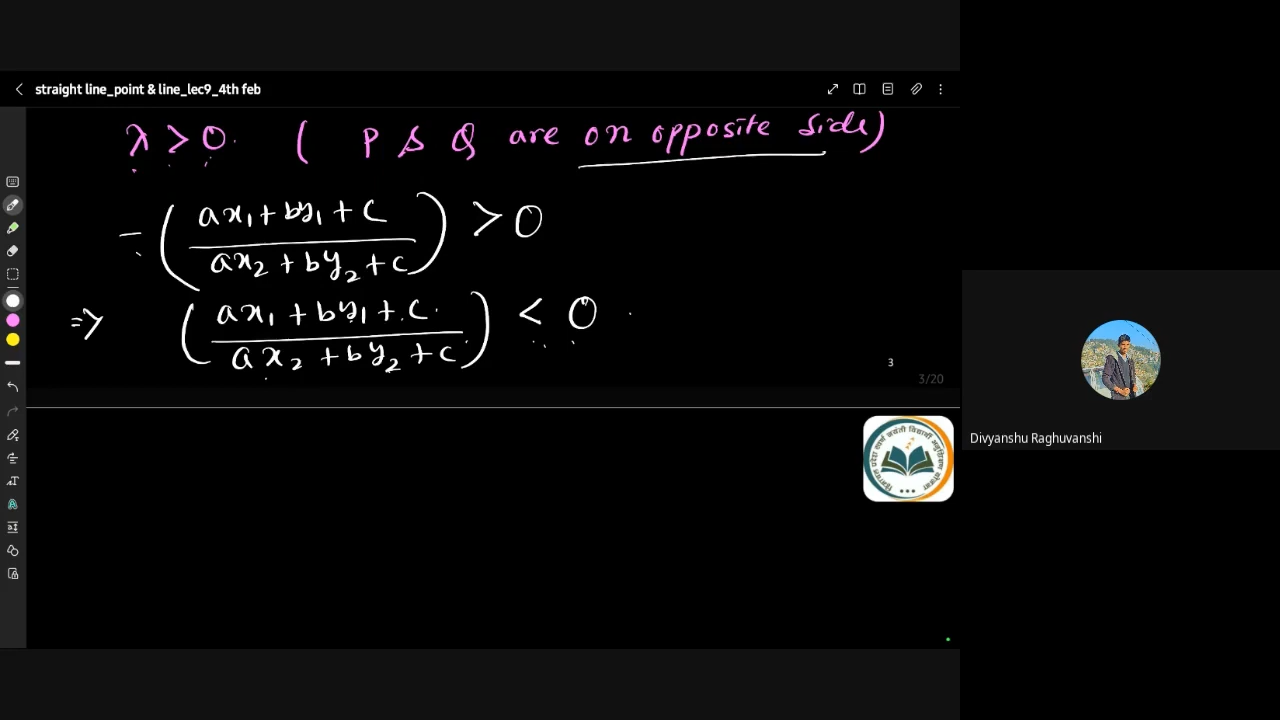 straight line_point & line_lec9_4th feb
λ > 0. ( P & Q are on opposite side)
- (ax₁ + by₁ + c / ax₂ + by₂ + c) > 0
⇒ (ax₁ + by₁ + c / ax₂ + by₂ + c) < 0
3
3/20
Divyanshu Raghuvanshi